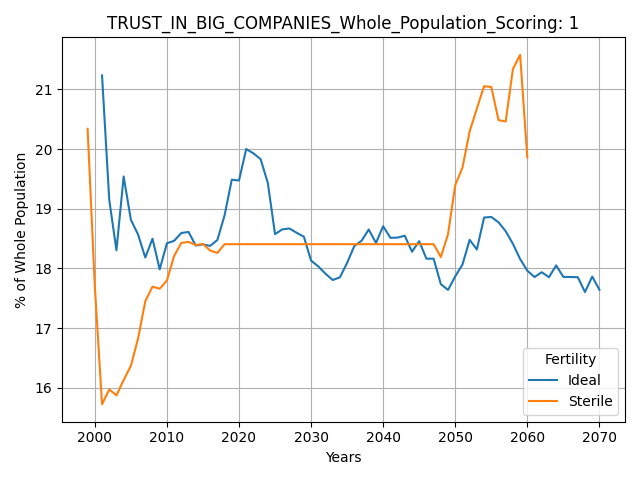 TRUST_IN_BIG_COMPANIES_Whole_Population_Scoring: 1
% of Whole Population
21
20
19
18
17
16
2000 2010 2020 2030 2040 2050 2060 2070
Years
Fertility
Ideal
Sterile